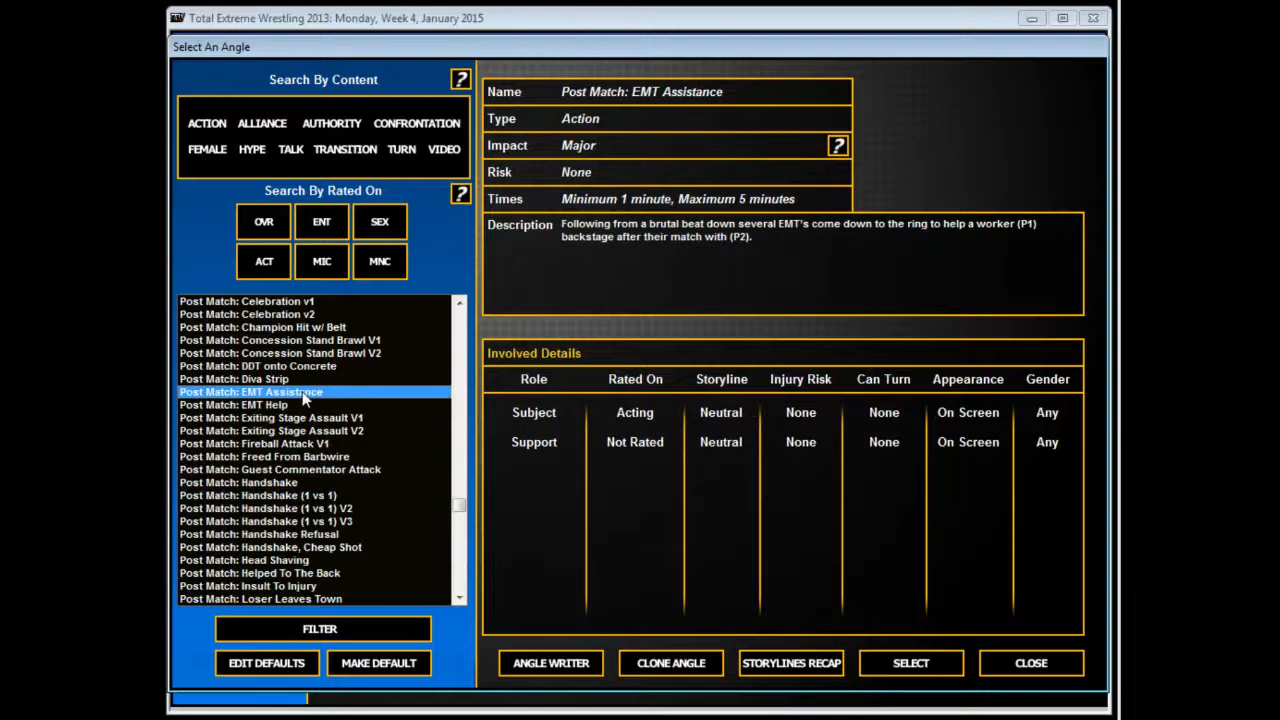 Total Extreme Wrestling 2013: Monday, Week 4, January 2015
Select An Angle
Search By Content
?
ACTION ALLIANCE AUTHORITY CONFRONTATION
FEMALE HYPE TALK TRANSITION TURN VIDEO
Search By Rated On
?
OVR ENT SEX
ACT MIC MNC
Post Match: Celebration v1
Post Match: Celebration v2
Post Match: Champion Hit w/ Belt
Post Match: Concession Stand Brawl V1
Post Match: Concession Stand Brawl V2
Post Match: DDT onto Concrete
Post Match: Diva Strip
Post Match: EMT Assistance
Post Match: EMT Help
Post Match: Exiting Stage Assault V1
Post Match: Exiting Stage Assault V2
Post Match: Fireball Attack V1
Post Match: Freed From Barbwire
Post Match: Guest Commentator Attack
Post Match: Handshake
Post Match: Handshake (1 vs 1)
Post Match: Handshake (1 vs 1) V2
Post Match: Handshake (1 vs 1) V3
Post Match: Handshake Refusal
Post Match: Handshake, Cheap Shot
Post Match: Head Shaving
Post Match: Helped To The Back
Post Match: Insult To Injury
Post Match: Loser Leaves Town
FILTER
EDIT DEFAULTS MAKE DEFAULT
Name Post Match: EMT Assistance
Type Action
Impact Major ?
Risk None
Times Minimum 1 minute, Maximum 5 minutes
Description Following from a brutal beat down several EMT's come down to the ring to help a worker (P1)
backstage after their match with (P2).
Involved Details
Role Rated On Storyline Injury Risk Can Turn Appearance Gender
Subject Acting Neutral None None On Screen Any
Support Not Rated Neutral None None On Screen Any
ANGLE WRITER CLONE ANGLE STORYLINES RECAP SELECT CLOSE